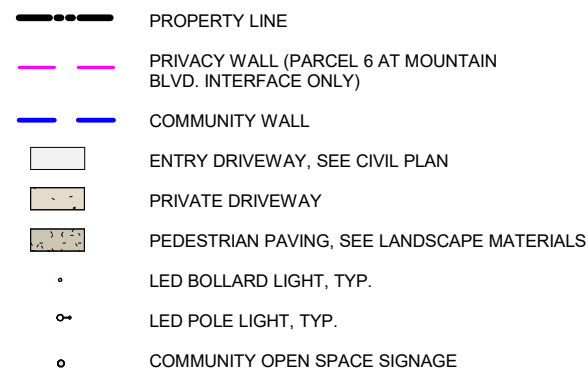 PROPERTY LINE
PRIVACY WALL (PARCEL 6 AT MOUNTAIN
BLVD. INTERFACE ONLY)
COMMUNITY WALL
ENTRY DRIVEWAY, SEE CIVIL PLAN
PRIVATE DRIVEWAY
PEDESTRIAN PAVING, SEE LANDSCAPE MATERIALS
LED BOLLARD LIGHT, TYP.
LED POLE LIGHT, TYP.
COMMUNITY OPEN SPACE SIGNAGE